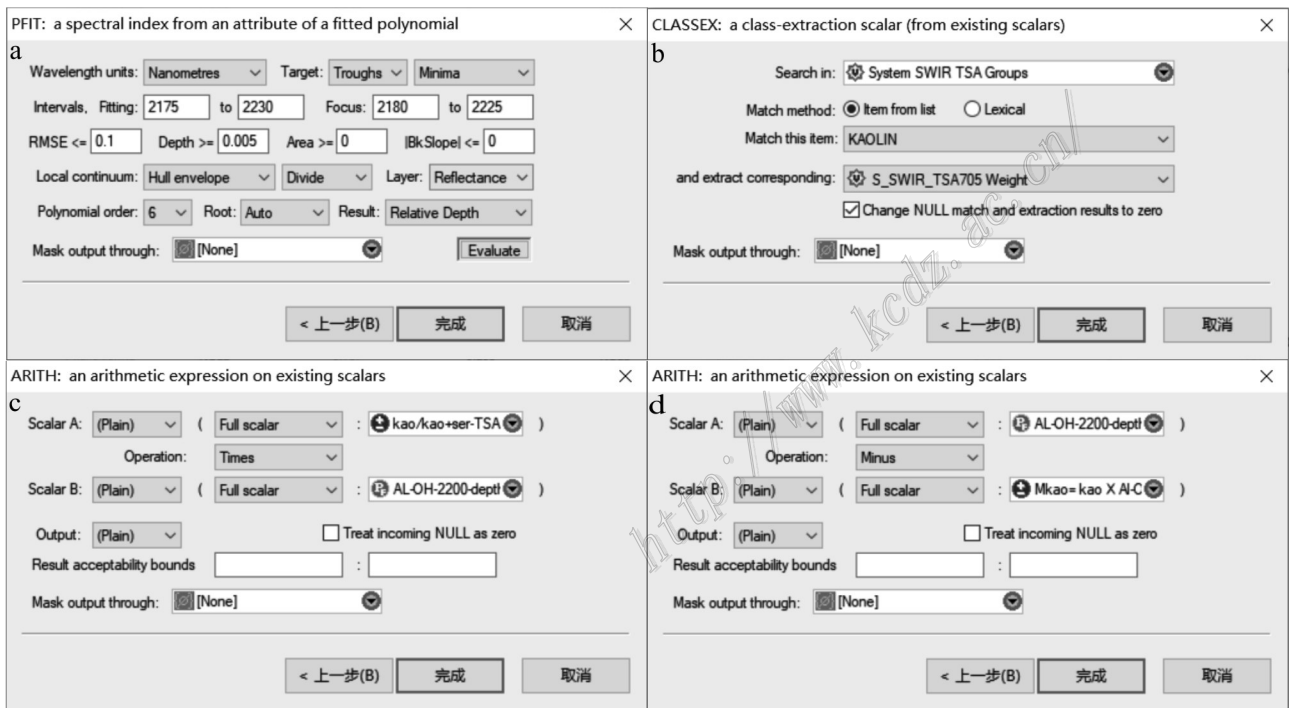 PFIT: a spectral index from an attribute of a fitted polynomial
a
Wavelength units: Nanometres Target: Troughs Minima
Intervals, Fitting: 2175 to 2230 Focus: 2180 to 2225
RMSE <= 0.1 Depth >= 0.005 Area >= 0 |BkSlope| <= 0
Local continuum: Hull envelope Divide Layer: Reflectance
Polynomial order: 6 Root: Auto Result: Relative Depth
Mask output through: [None] Evaluate
< 上一步(B) 完成 取消
CLASSEX: a class-extraction scalar (from existing scalars)
b
Search in: System SWIR TSA Groups
Match method: Item from list Lexical
Match this item: KAOLIN
and extract corresponding: S_SWIR_TSA705 Weight
Change NULL match and extraction results to zero
Mask output through: [None]
< 上一步(B) 完成 取消
ARITH: an arithmetic expression on existing scalars
c
Scalar A: (Plain) ( Full scalar : kao/kao+ser-TSA )
Operation: Times
Scalar B: (Plain) ( Full scalar : AL-OH-2200-depth )
Output: (Plain) Treat incoming NULL as zero
Result acceptability bounds :
Mask output through: [None]
< 上一步(B) 完成 取消
ARITH: an arithmetic expression on existing scalars
d
Scalar A: (Plain) ( Full scalar : AL-OH-2200-depth )
Operation: Minus
Scalar B: (Plain) ( Full scalar : Mkao= kao X Al-O )
Output: (Plain) Treat incoming NULL as zero
Result acceptability bounds :
Mask output through: [None]
< 上一步(B) 完成 取消
http://www.kcdz.ac.cn/